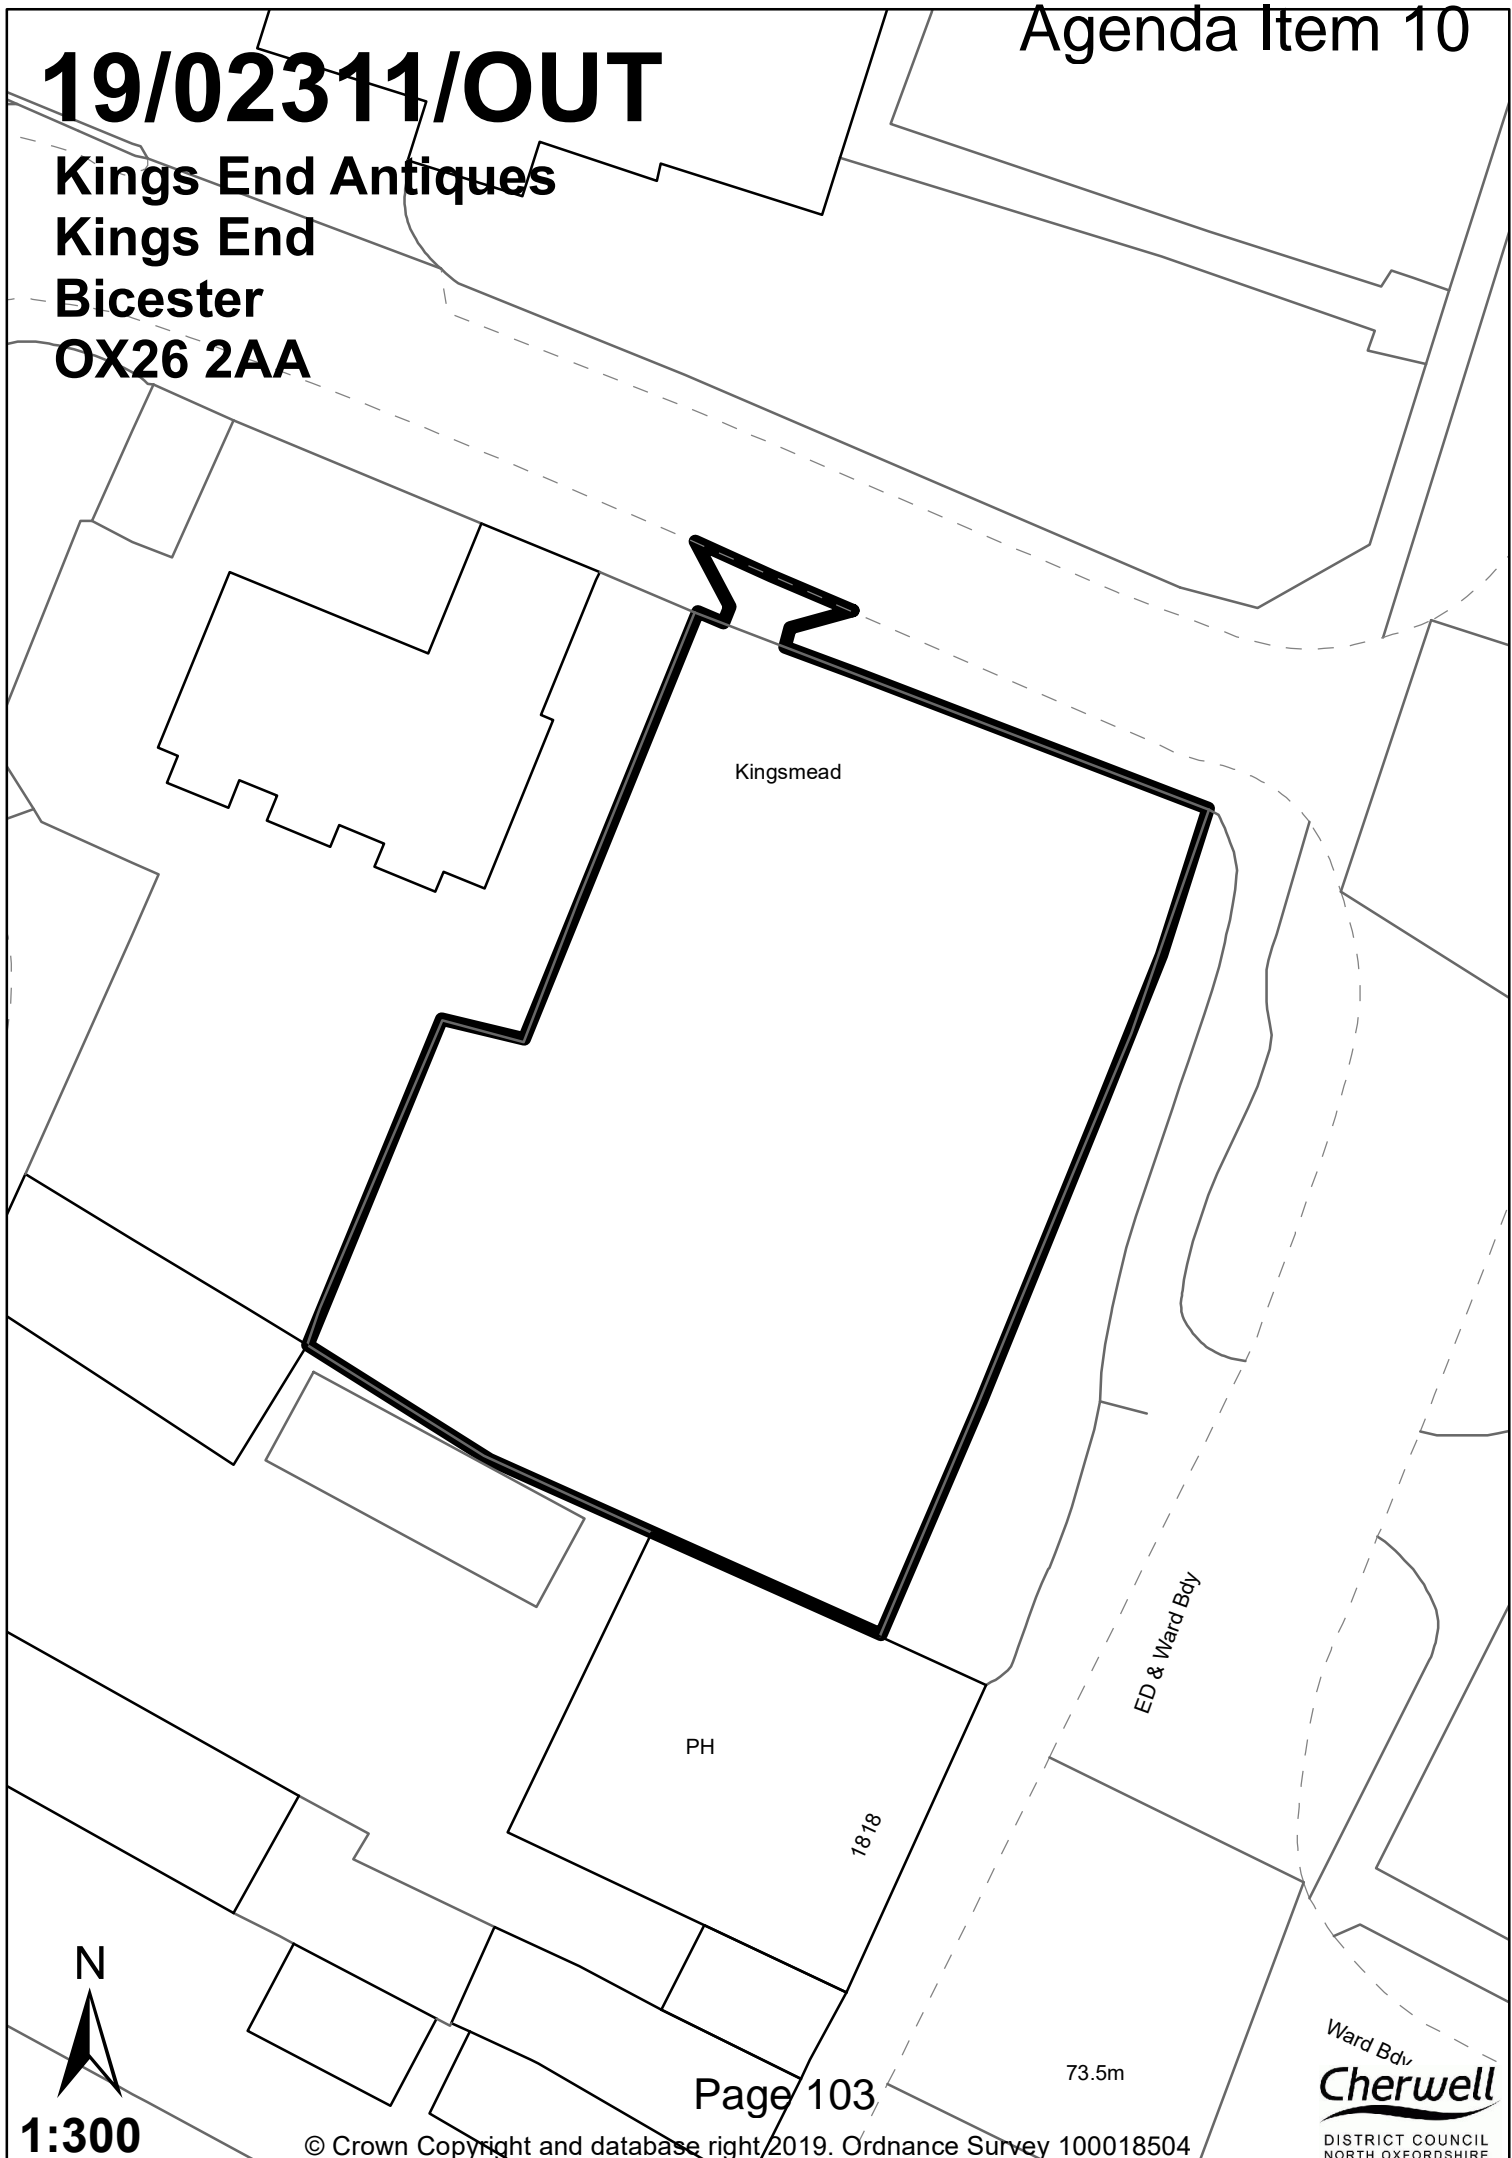 Agenda Item 10
19/02311/OUT
Kings End Antiques
Kings End
Bicester
OX26 2AA
Kingsmead
ED & Ward Bdy
PH
1818
N
Ward Bdy
73.5m
Page 103
1:300
© Crown Copyright and database right 2019. Ordnance Survey 100018504
Cherwell
DISTRICT COUNCIL
NORTH OXFORDSHIRE